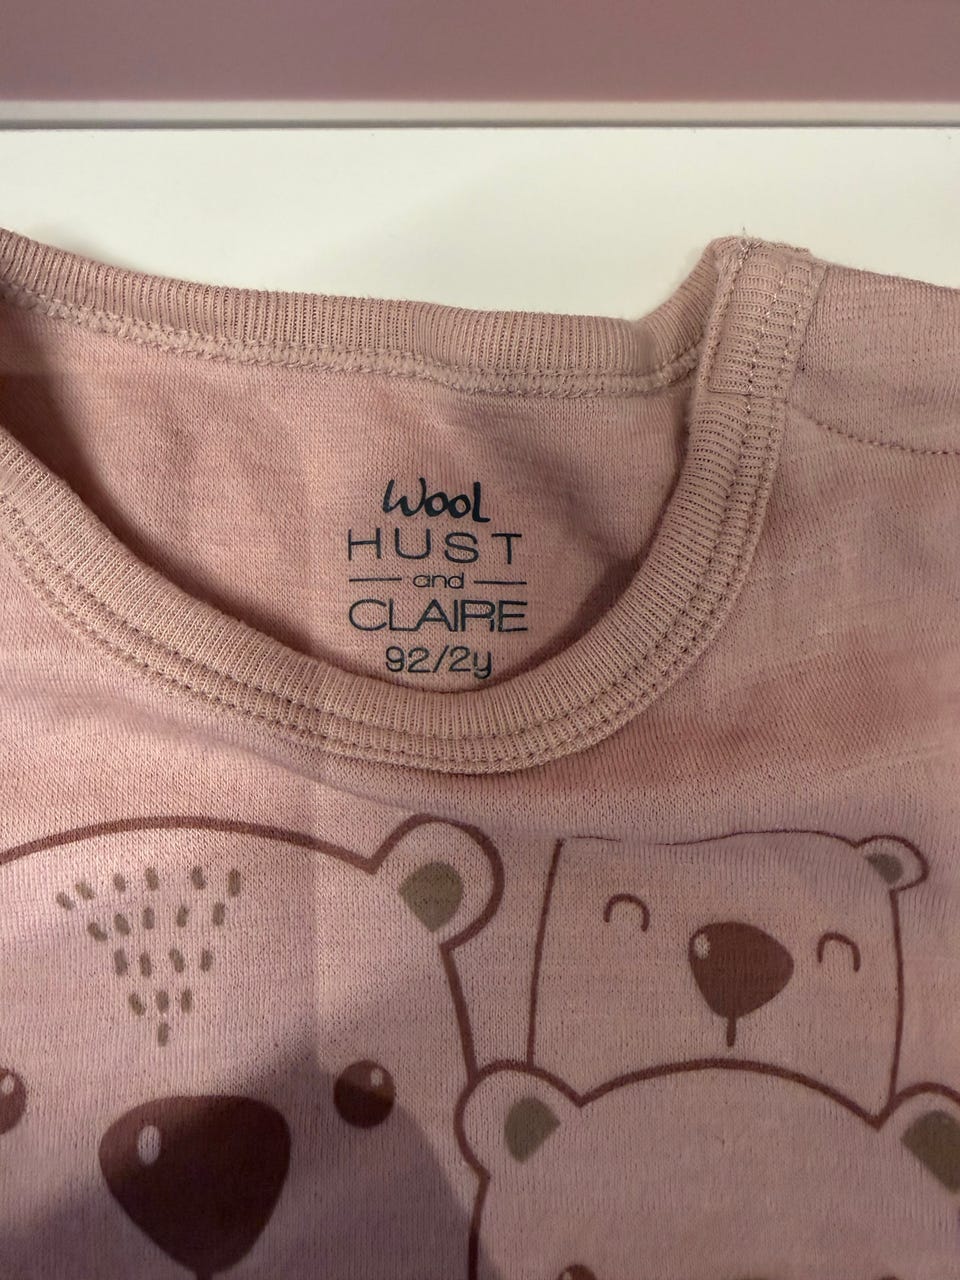 Wool
HUST
and
CLAIRE
92/2y